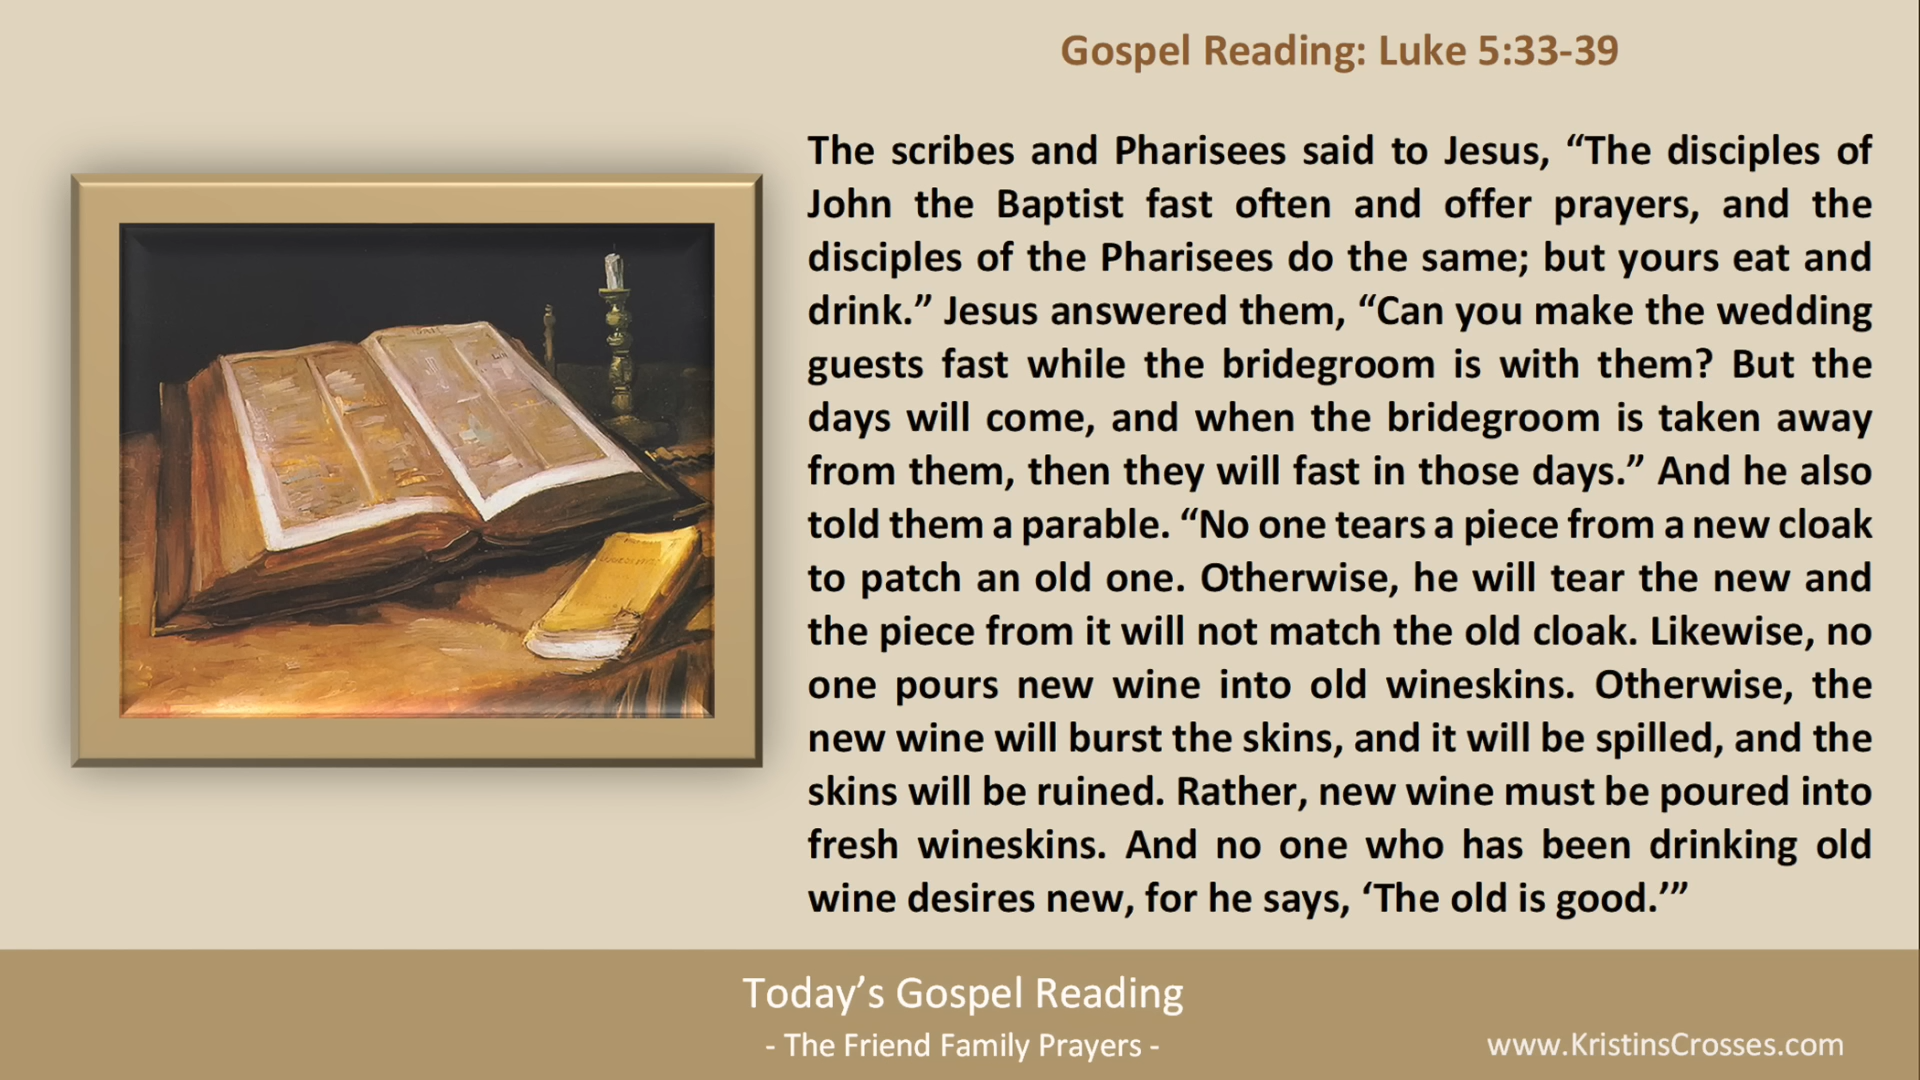 Gospel Reading: Luke 5:33-39
The scribes and Pharisees said to Jesus, “The disciples of
John the Baptist fast often and offer prayers, and the
disciples of the Pharisees do the same; but yours eat and
drink.” Jesus answered them, “Can you make the wedding
guests fast while the bridegroom is with them? But the
days will come, and when the bridegroom is taken away
from them, then they will fast in those days.” And he also
told them a parable. “No one tears a piece from a new cloak
to patch an old one. Otherwise, he will tear the new and
the piece from it will not match the old cloak. Likewise, no
one pours new wine into old wineskins. Otherwise, the
new wine will burst the skins, and it will be spilled, and the
skins will be ruined. Rather, new wine must be poured into
fresh wineskins. And no one who has been drinking old
wine desires new, for he says, ‘The old is good.’”
Today’s Gospel Reading
- The Friend Family Prayers -
www.KristinsCrosses.com